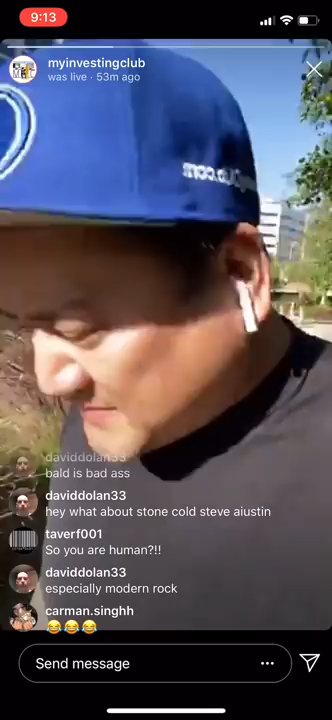 9:13
myinvestingclub
was live · 53m ago
daviddolan33
bald is bad ass
daviddolan33
hey what about stone cold steve aiustin
taverf001
So you are human?!!
daviddolan33
especially modern rock
carman.singhh
😂😂😂
Send message